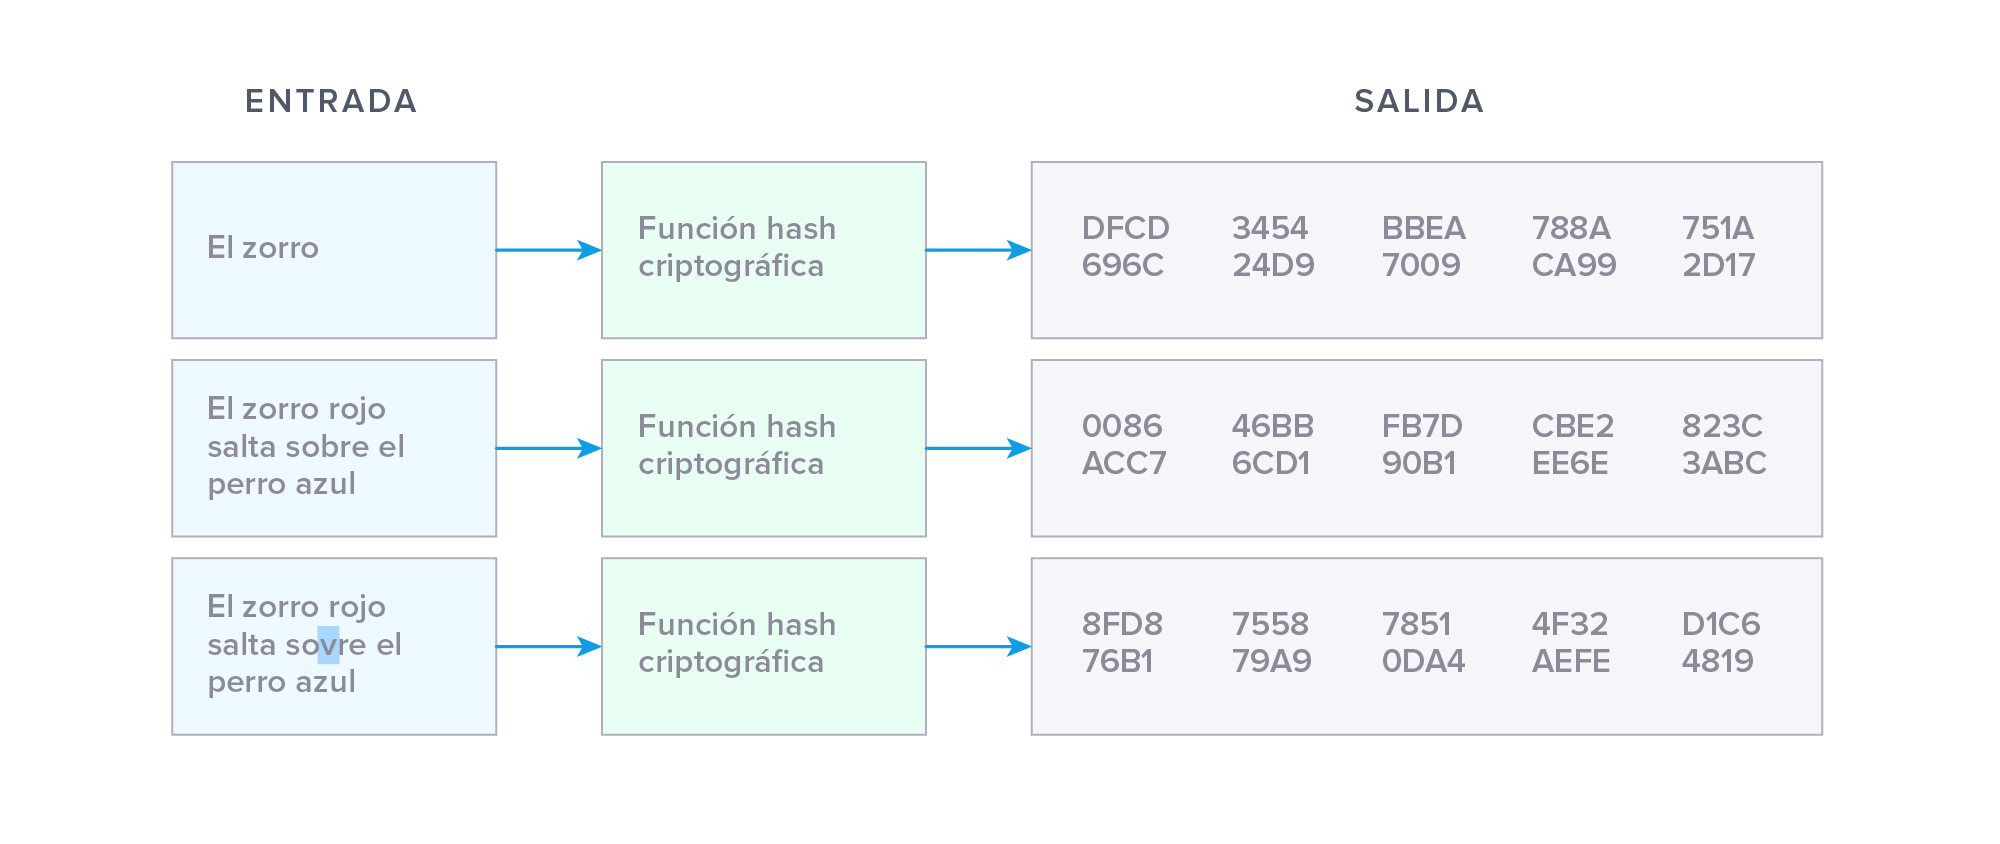 ENTRADA
SALIDA
El zorro
Función hash
criptográfica
DFCD 3454 BBEA 788A 751A
696C 24D9 7009 CA99 2D17
El zorro rojo
salta sobre el
perro azul
Función hash
criptográfica
0086 46BB FB7D CBE2 823C
ACC7 6CD1 90B1 EE6E 3ABC
El zorro rojo
salta sovre el
perro azul
Función hash
criptográfica
8FD8 7558 7851 4F32 D1C6
76B1 79A9 0DA4 AEFE 4819